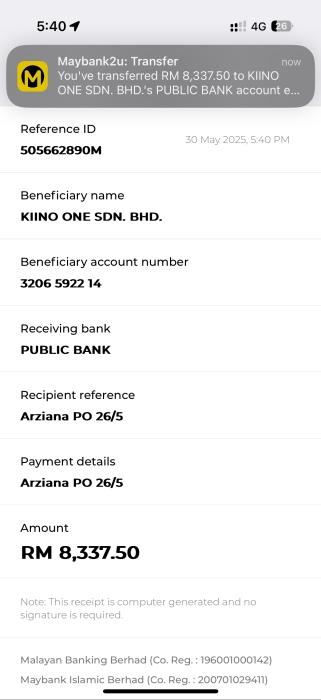 5:40
4G
26
Maybank2u: Transfer
now
You've transferred RM 8,337.50 to KIINO
ONE SDN. BHD.'s PUBLIC BANK account e...
Reference ID
30 May 2025, 5:40 PM
505662890M
Beneficiary name
KIINO ONE SDN. BHD.
Beneficiary account number
3206 5922 14
Receiving bank
PUBLIC BANK
Recipient reference
Arziana PO 26/5
Payment details
Arziana PO 26/5
Amount
RM 8,337.50
Note: This receipt is computer generated and no
signature is required.
Malayan Banking Berhad (Co. Reg. : 196001000142)
Maybank Islamic Berhad (Co. Reg. : 200701029411)